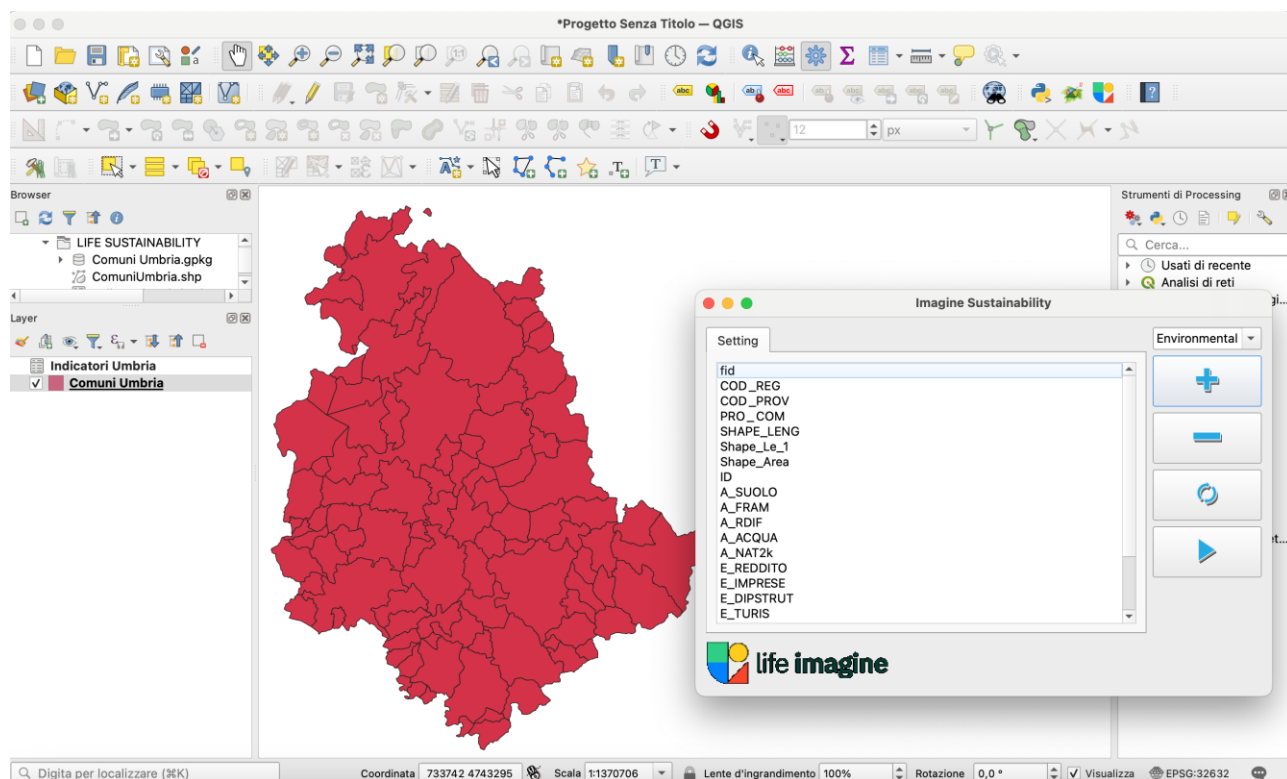 *Progetto Senza Titolo — QGIS
12
px
Browser
LIFE SUSTAINABILITY
Comuni Umbria.gpkg
ComuniUmbria.shp
Layer
Indicatori Umbria
Comuni Umbria
Strumenti di Processing
Cerca...
Usati di recente
Analisi di reti
Imagine Sustainability
Setting
Environmental
fid
COD_REG
COD_PROV
PRO_COM
SHAPE_LENG
Shape_Le_1
Shape_Area
ID
A_SUOLO
A_FRAM
A_RDIF
A_ACQUA
A_NAT2k
E_REDDITO
E_IMPRESE
E_DIPSTRUT
E_TURIS
life imagine
Digita per localizzare (⌘K)
Coordinata 733742 4743295 Scala 1:1370706 Lente d'ingrandimento 100% Rotazione 0,0 ° Visualizza EPSG:32632